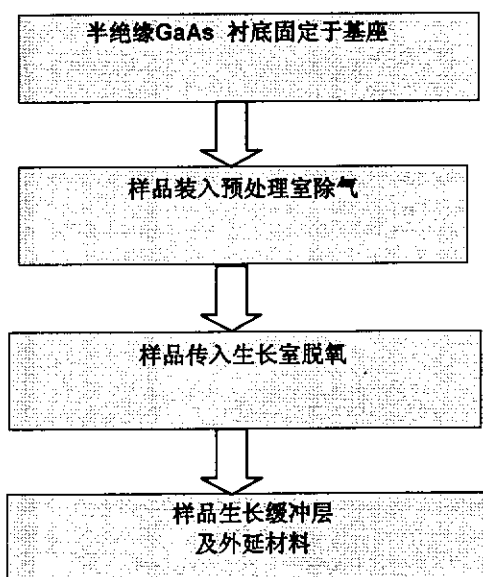 半绝缘GaAs 衬底固定于基座
样品装入预处理室除气
样品传入生长室脱氧
样品生长缓冲层
及外延材料